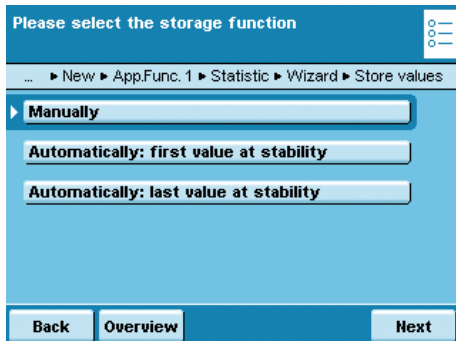 Please select the storage function
... ▸ New ▸ App.Func. 1 ▸ Statistic ▸ Wizard ▸ Store values
Manually
Automatically: first value at stability
Automatically: last value at stability
Back Overview Next